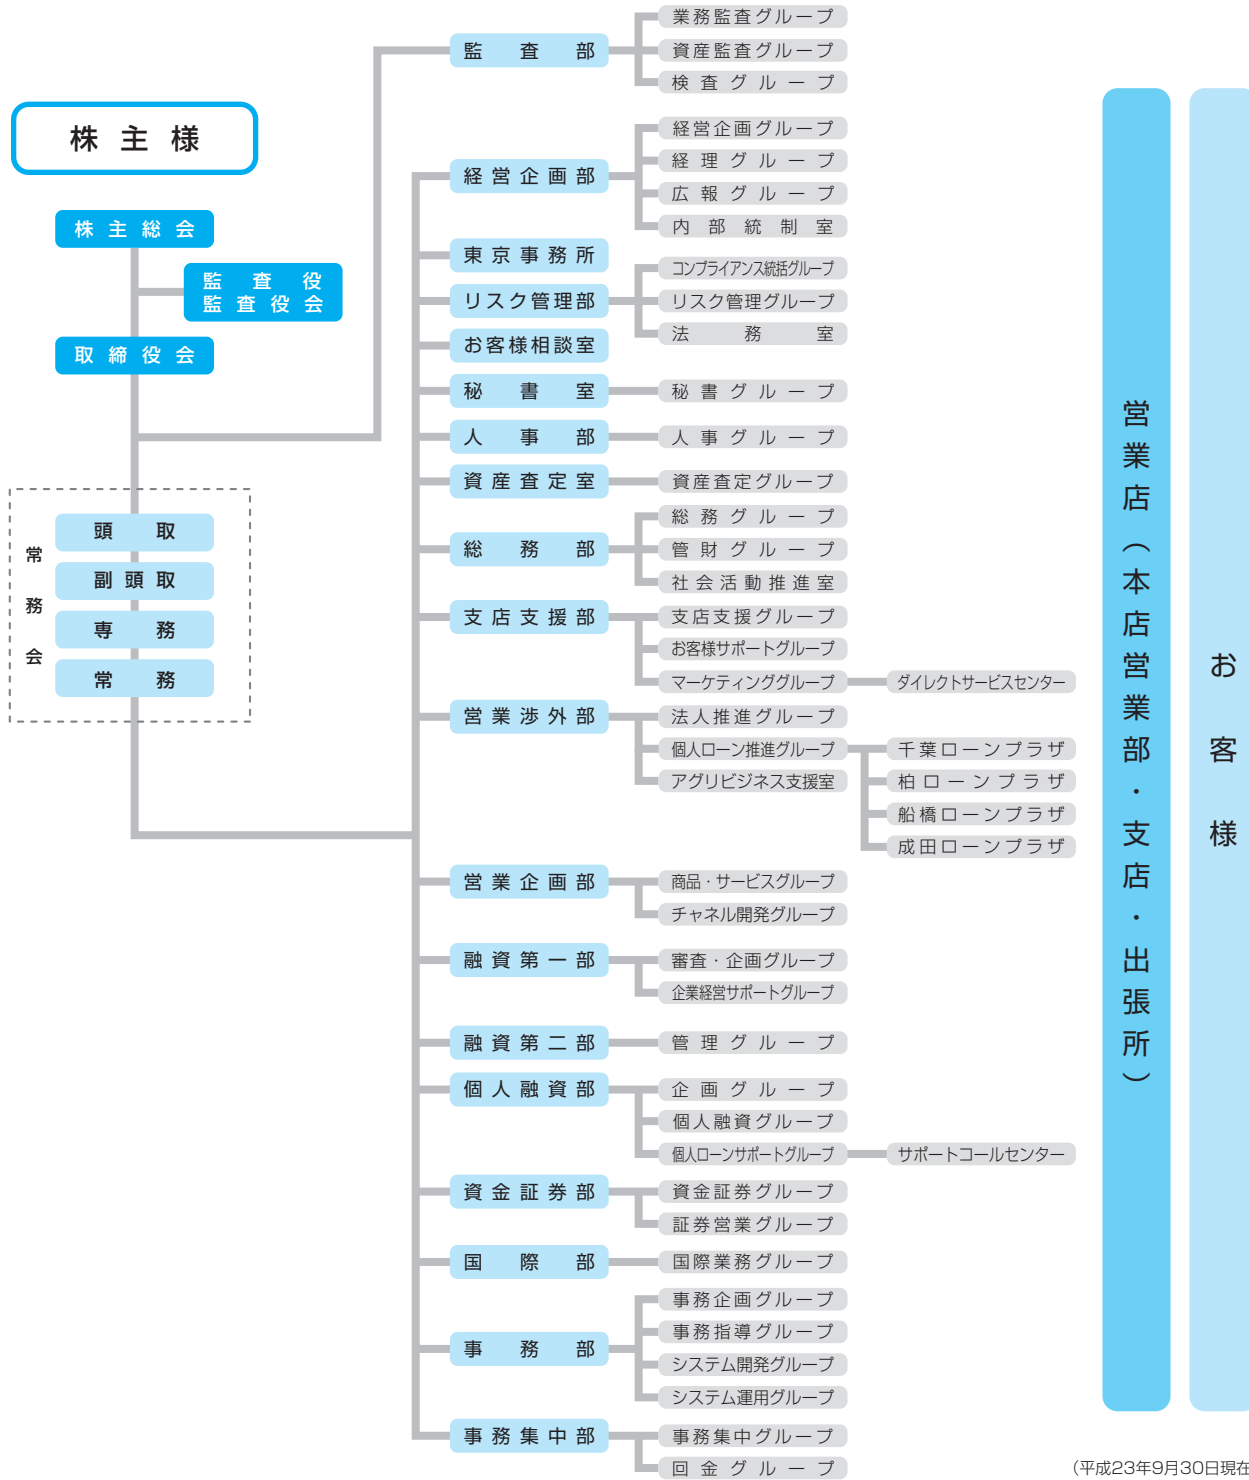 株主様
株主総会
監査役
監査役会
取締役会
常務会
頭取
副頭取
専務
常務
監査部
業務監査グループ
資産監査グループ
検査グループ
経営企画部
経営企画グループ
経理グループ
広報グループ
内部統制室
東京事務所
リスク管理部
コンプライアンス統括グループ
リスク管理グループ
法務室
お客様相談室
秘書室
秘書グループ
人事部
人事グループ
資産査定室
資産査定グループ
総務部
総務グループ
管財グループ
社会活動推進室
支店支援部
支店支援グループ
お客様サポートグループ
マーケティンググループ
ダイレクトサービスセンター
営業渉外部
法人推進グループ
個人ローン推進グループ
千葉ローンプラザ
柏ローンプラザ
船橋ローンプラザ
成田ローンプラザ
アグリビジネス支援室
営業企画部
商品・サービスグループ
チャネル開発グループ
融資第一部
審査・企画グループ
企業経営サポートグループ
融資第二部
管理グループ
個人融資部
企画グループ
個人融資グループ
個人ローンサポートグループ
サポートコールセンター
資金証券部
資金証券グループ
証券営業グループ
国際部
国際業務グループ
事務部
事務企画グループ
事務指導グループ
システム開発グループ
システム運用グループ
事務集中部
事務集中グループ
回金グループ
営業店（本店営業部・支店・出張所）
お客様
(平成23年9月30日現在